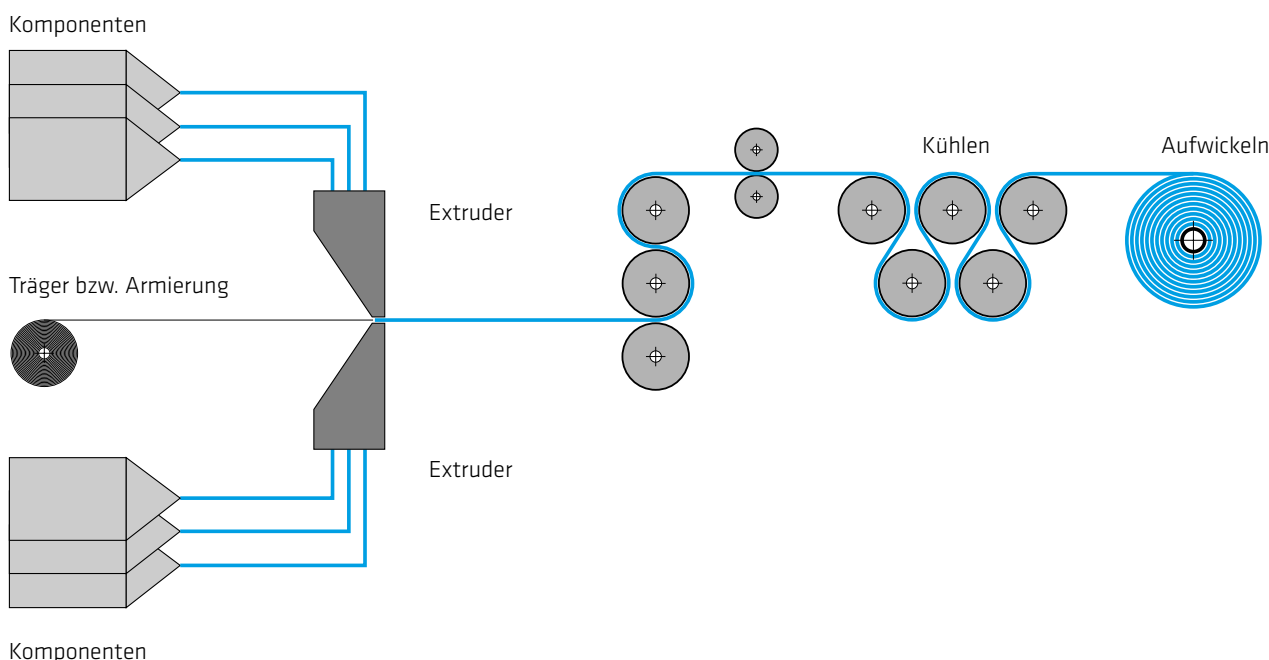 Komponenten
Kühlen
Aufwickeln
Extruder
Träger bzw. Armierung
Extruder
Komponenten